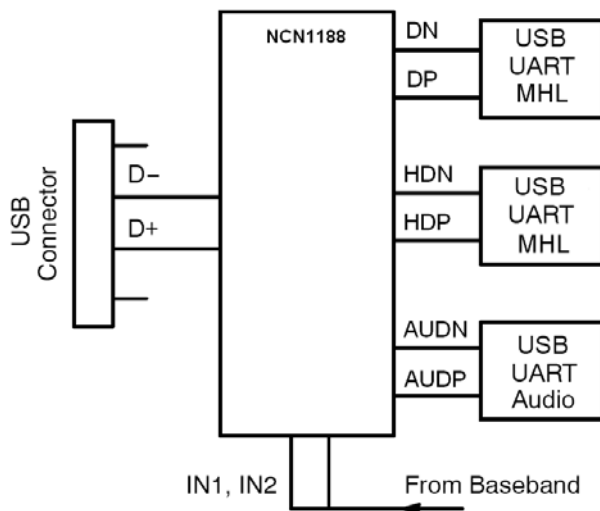 NCN1188
DN
DP
USB
UART
MHL
USB
Connector
D−
D+
HDN
HDP
USB
UART
MHL
AUDN
AUDP
USB
UART
Audio
IN1, IN2
From Baseband